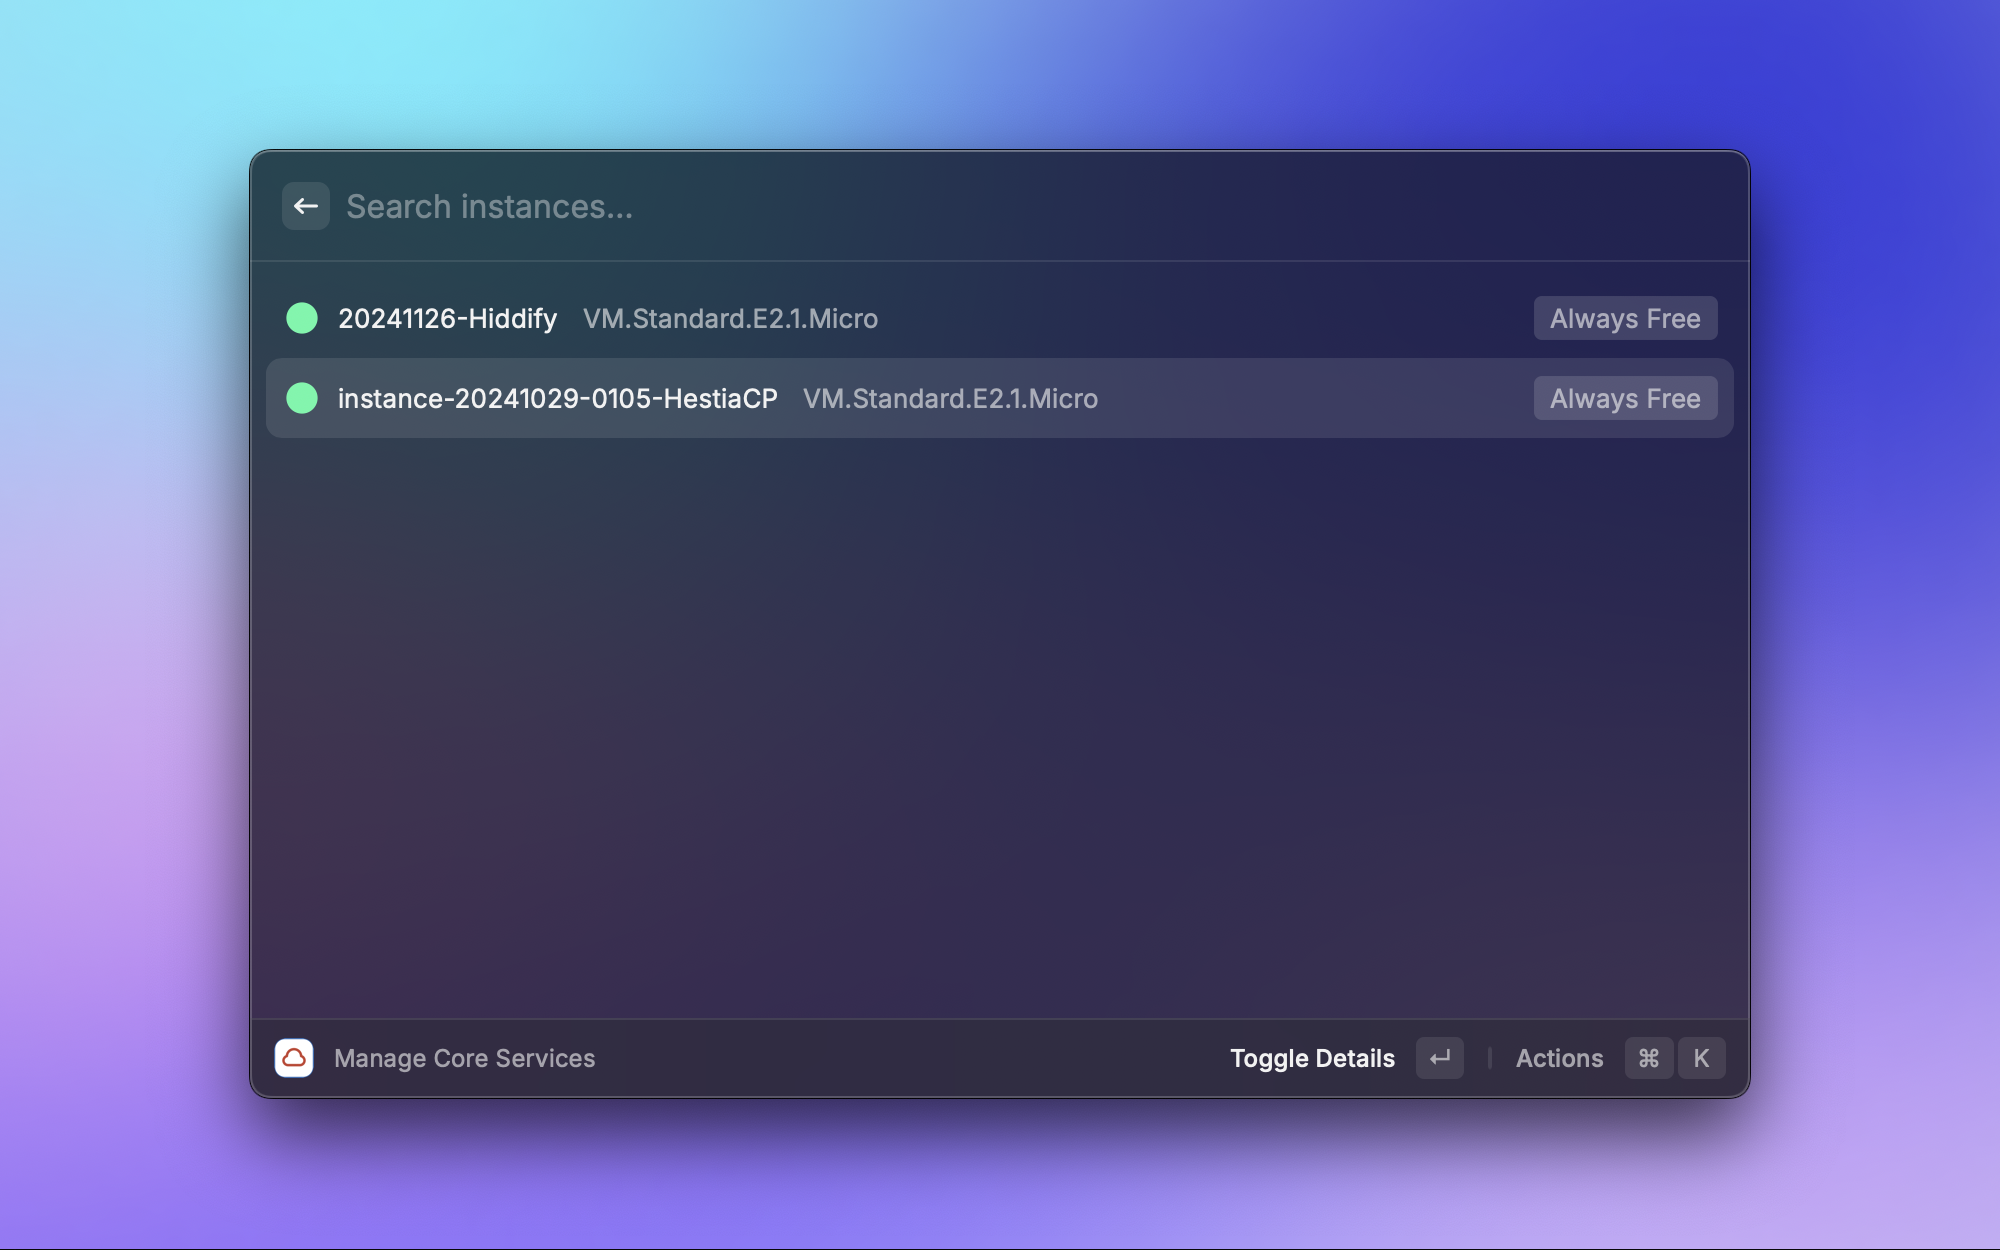 Search instances...
20241126-Hiddify VM.Standard.E2.1.Micro Always Free
instance-20241029-0105-HestiaCP VM.Standard.E2.1.Micro Always Free
Manage Core Services Toggle Details ↵ Actions ⌘ K